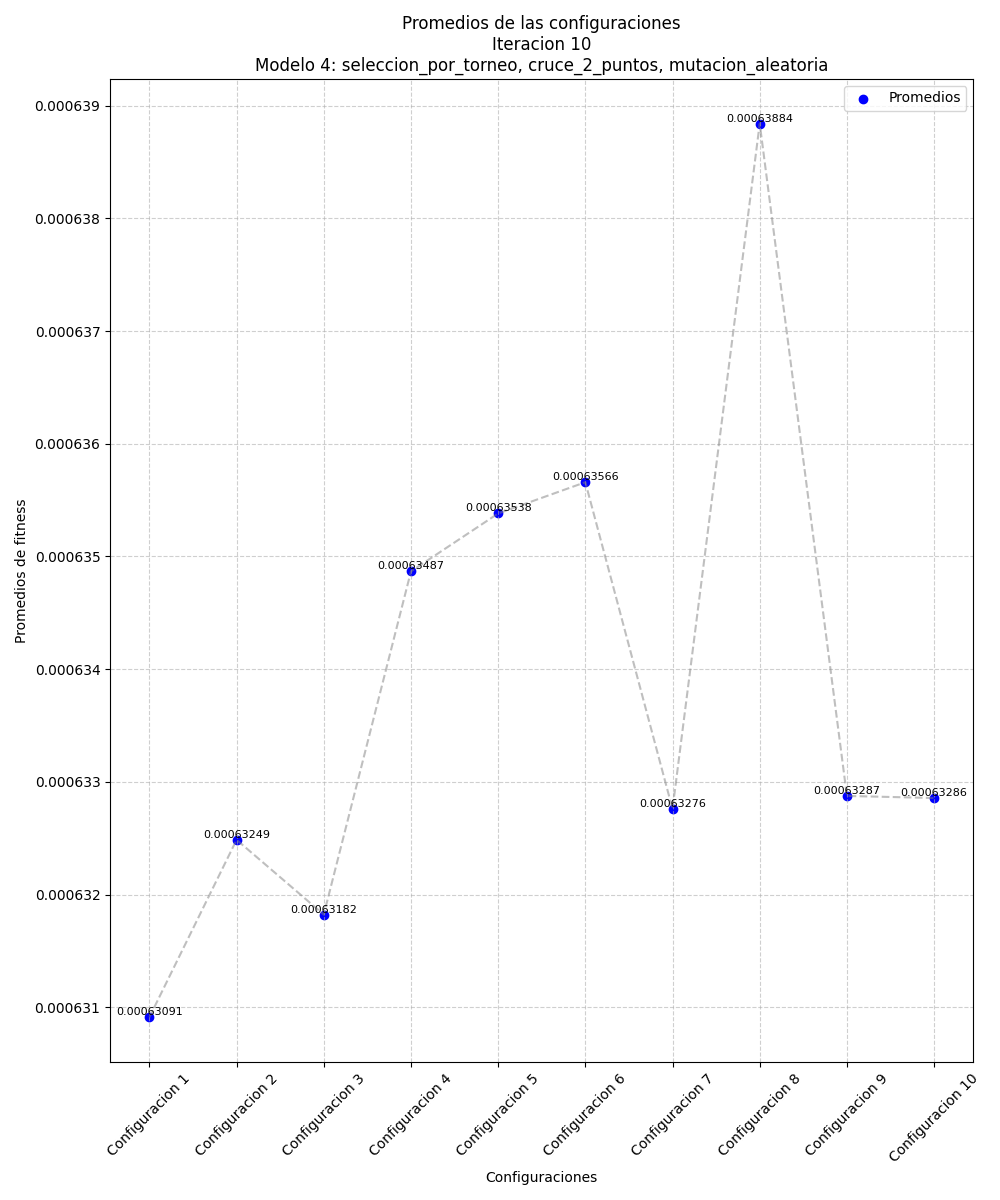 Promedios de las configuraciones
Iteracion 10
Modelo 4: seleccion_por_torneo, cruce_2_puntos, mutacion_aleatoria
Promedios
0.000639
0.000638
0.000637
0.000636
0.000635
0.000634
0.000633
0.000632
0.000631
Promedios de fitness
0.00063091
0.00063249
0.00063182
0.00063487
0.00063538
0.00063566
0.00063276
0.00063884
0.00063287
0.00063286
Configuracion 1
Configuracion 2
Configuracion 3
Configuracion 4
Configuracion 5
Configuracion 6
Configuracion 7
Configuracion 8
Configuracion 9
Configuracion 10
Configuraciones